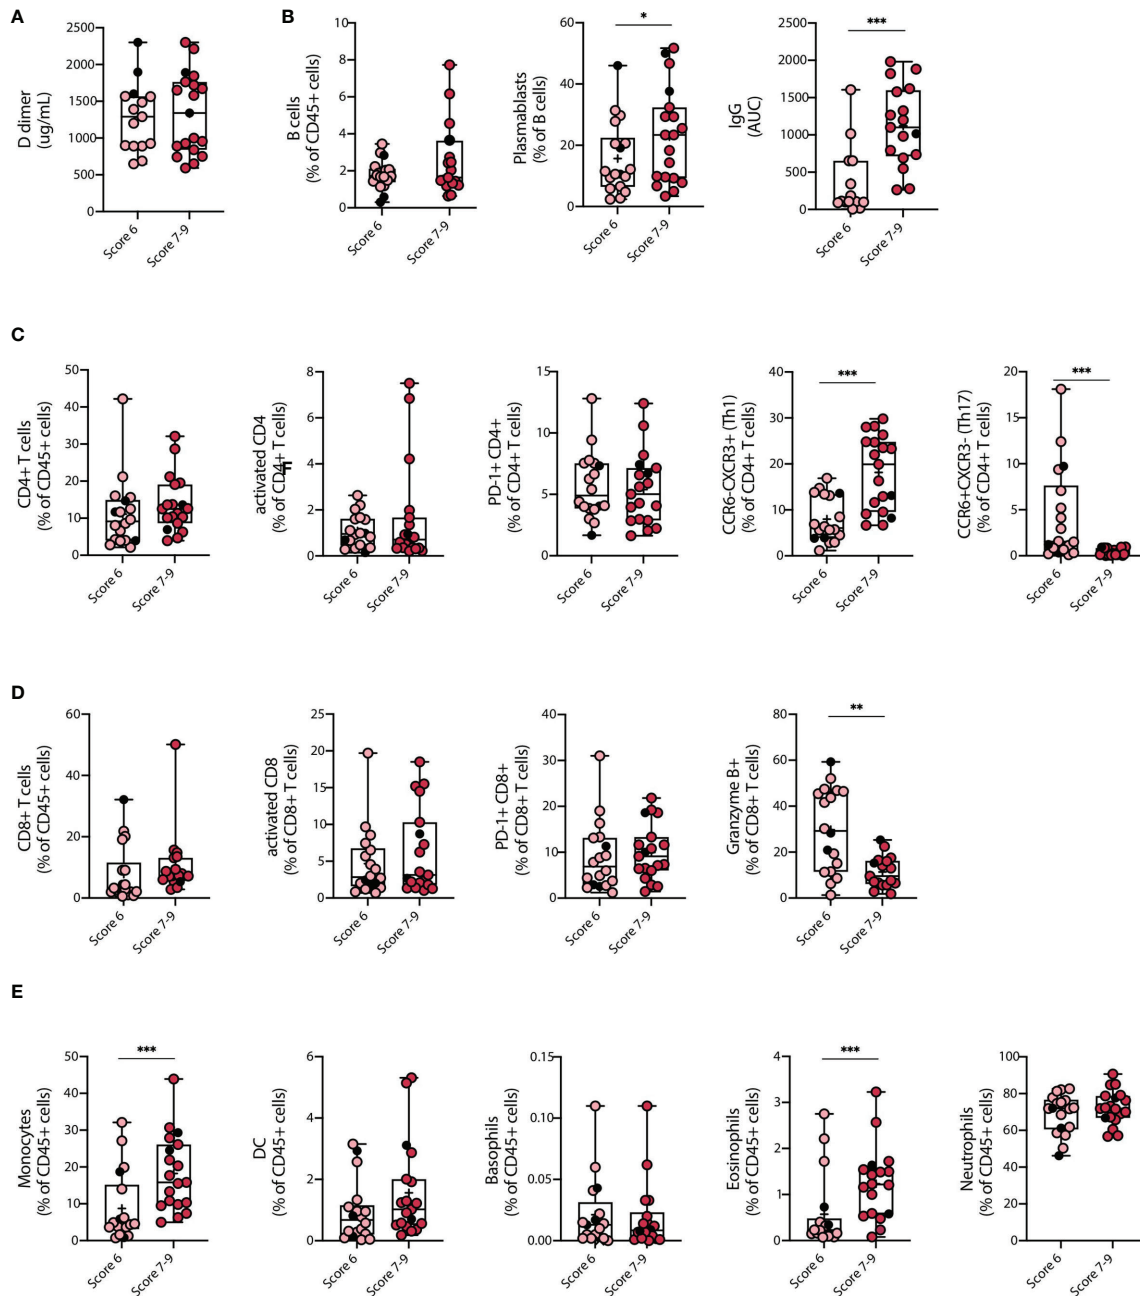 A
D dimer
(ug/mL)
2500
2000
1500
1000
500
0
Score 6
Score 7-9
B
B cells
(% of CD45+ cells)
10
8
6
4
2
0
Score 6
Score 7-9
Plasmablasts
(% of B cells)
60
40
20
0
*
Score 6
Score 7-9
IgG
(AUC)
2500
2000
1500
1000
500
0
***
Score 6
Score 7-9
C
CD4+ T cells
(% of CD45+ cells)
50
40
30
20
10
0
Score 6
Score 7-9
activated CD4
(% of CD4+ T cells)
8
6
4
2
0
Score 6
Score 7-9
PD-1+ CD4+
(% of CD4+ T cells)
15
10
5
0
Score 6
Score 7-9
CCR6-CXCR3+ (Th1)
(% of CD4+ T cells)
40
30
20
10
0
***
Score 6
Score 7-9
CCR6+CXCR3- (Th17)
(% of CD4+ T cells)
20
15
10
5
0
***
Score 6
Score 7-9
D
CD8+ T cells
(% of CD45+ cells)
60
40
20
0
Score 6
Score 7-9
activated CD8
(% of CD8+ T cells)
25
20
15
10
5
0
Score 6
Score 7-9
PD-1+ CD8+
(% of CD8+ T cells)
40
30
20
10
0
Score 6
Score 7-9
Granzyme B+
(% of CD8+ T cells)
80
60
40
20
0
**
Score 6
Score 7-9
E
Monocytes
(% of CD45+ cells)
50
40
30
20
10
0
***
Score 6
Score 7-9
DC
(% of CD45+ cells)
6
4
2
0
Score 6
Score 7-9
Basophils
(% of CD45+ cells)
0.15
0.10
0.05
0.00
Score 6
Score 7-9
Eosinophils
(% of CD45+ cells)
4
3
2
1
0
***
Score 6
Score 7-9
Neutrophils
(% of CD45+ cells)
100
80
60
40
20
0
Score 6
Score 7-9